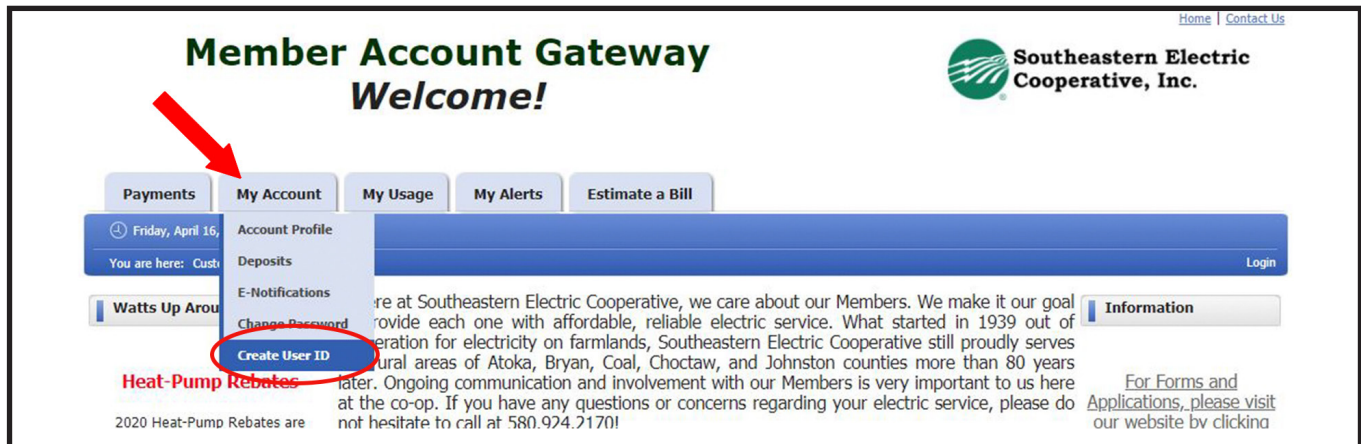 Home | Contact Us
Member Account Gateway
Welcome!
Southeastern Electric
Cooperative, Inc.
Payments
My Account
My Usage
My Alerts
Estimate a Bill
Friday, April 16,
Account Profile
Deposits
E-Notifications
Change Password
Create User ID
You are here: Cust
Login
Watts Up Arou
Heat-Pump Rebates
2020 Heat-Pump Rebates are
ere at Southeastern Electric Cooperative, we care about our Members. We make it our goal
rovide each one with affordable, reliable electric service. What started in 1939 out of
eration for electricity on farmlands, Southeastern Electric Cooperative still proudly serves
ural areas of Atoka, Bryan, Coal, Choctaw, and Johnston counties more than 80 years
later. Ongoing communication and involvement with our Members is very important to us here
at the co-op. If you have any questions or concerns regarding your electric service, please do
not hesitate to call at 580.924.2170!
Information
For Forms and
Applications, please visit
our website by clicking